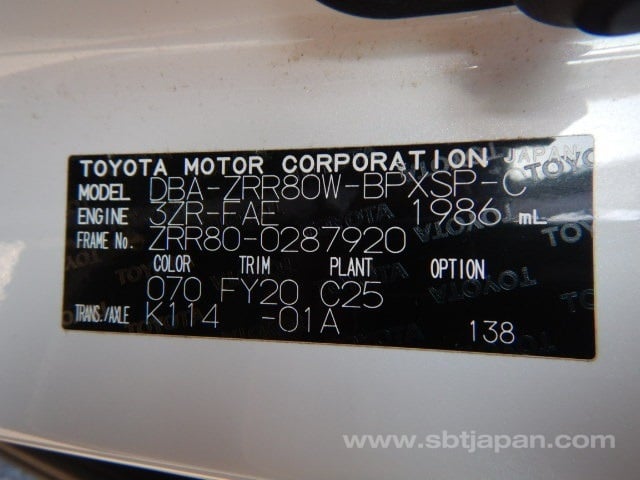 TOYOTA MOTOR CORPORATION JAPAN
MODEL DBA-ZRR80W-BPXSP-C
ENGINE 3ZR-FAE 1986 mL
FRAME No. ZRR80-0287920
COLOR TRIM PLANT OPTION
070 FY20 C25
TRANS./AXLE K114 -01A
138
www.sbtjapan.com